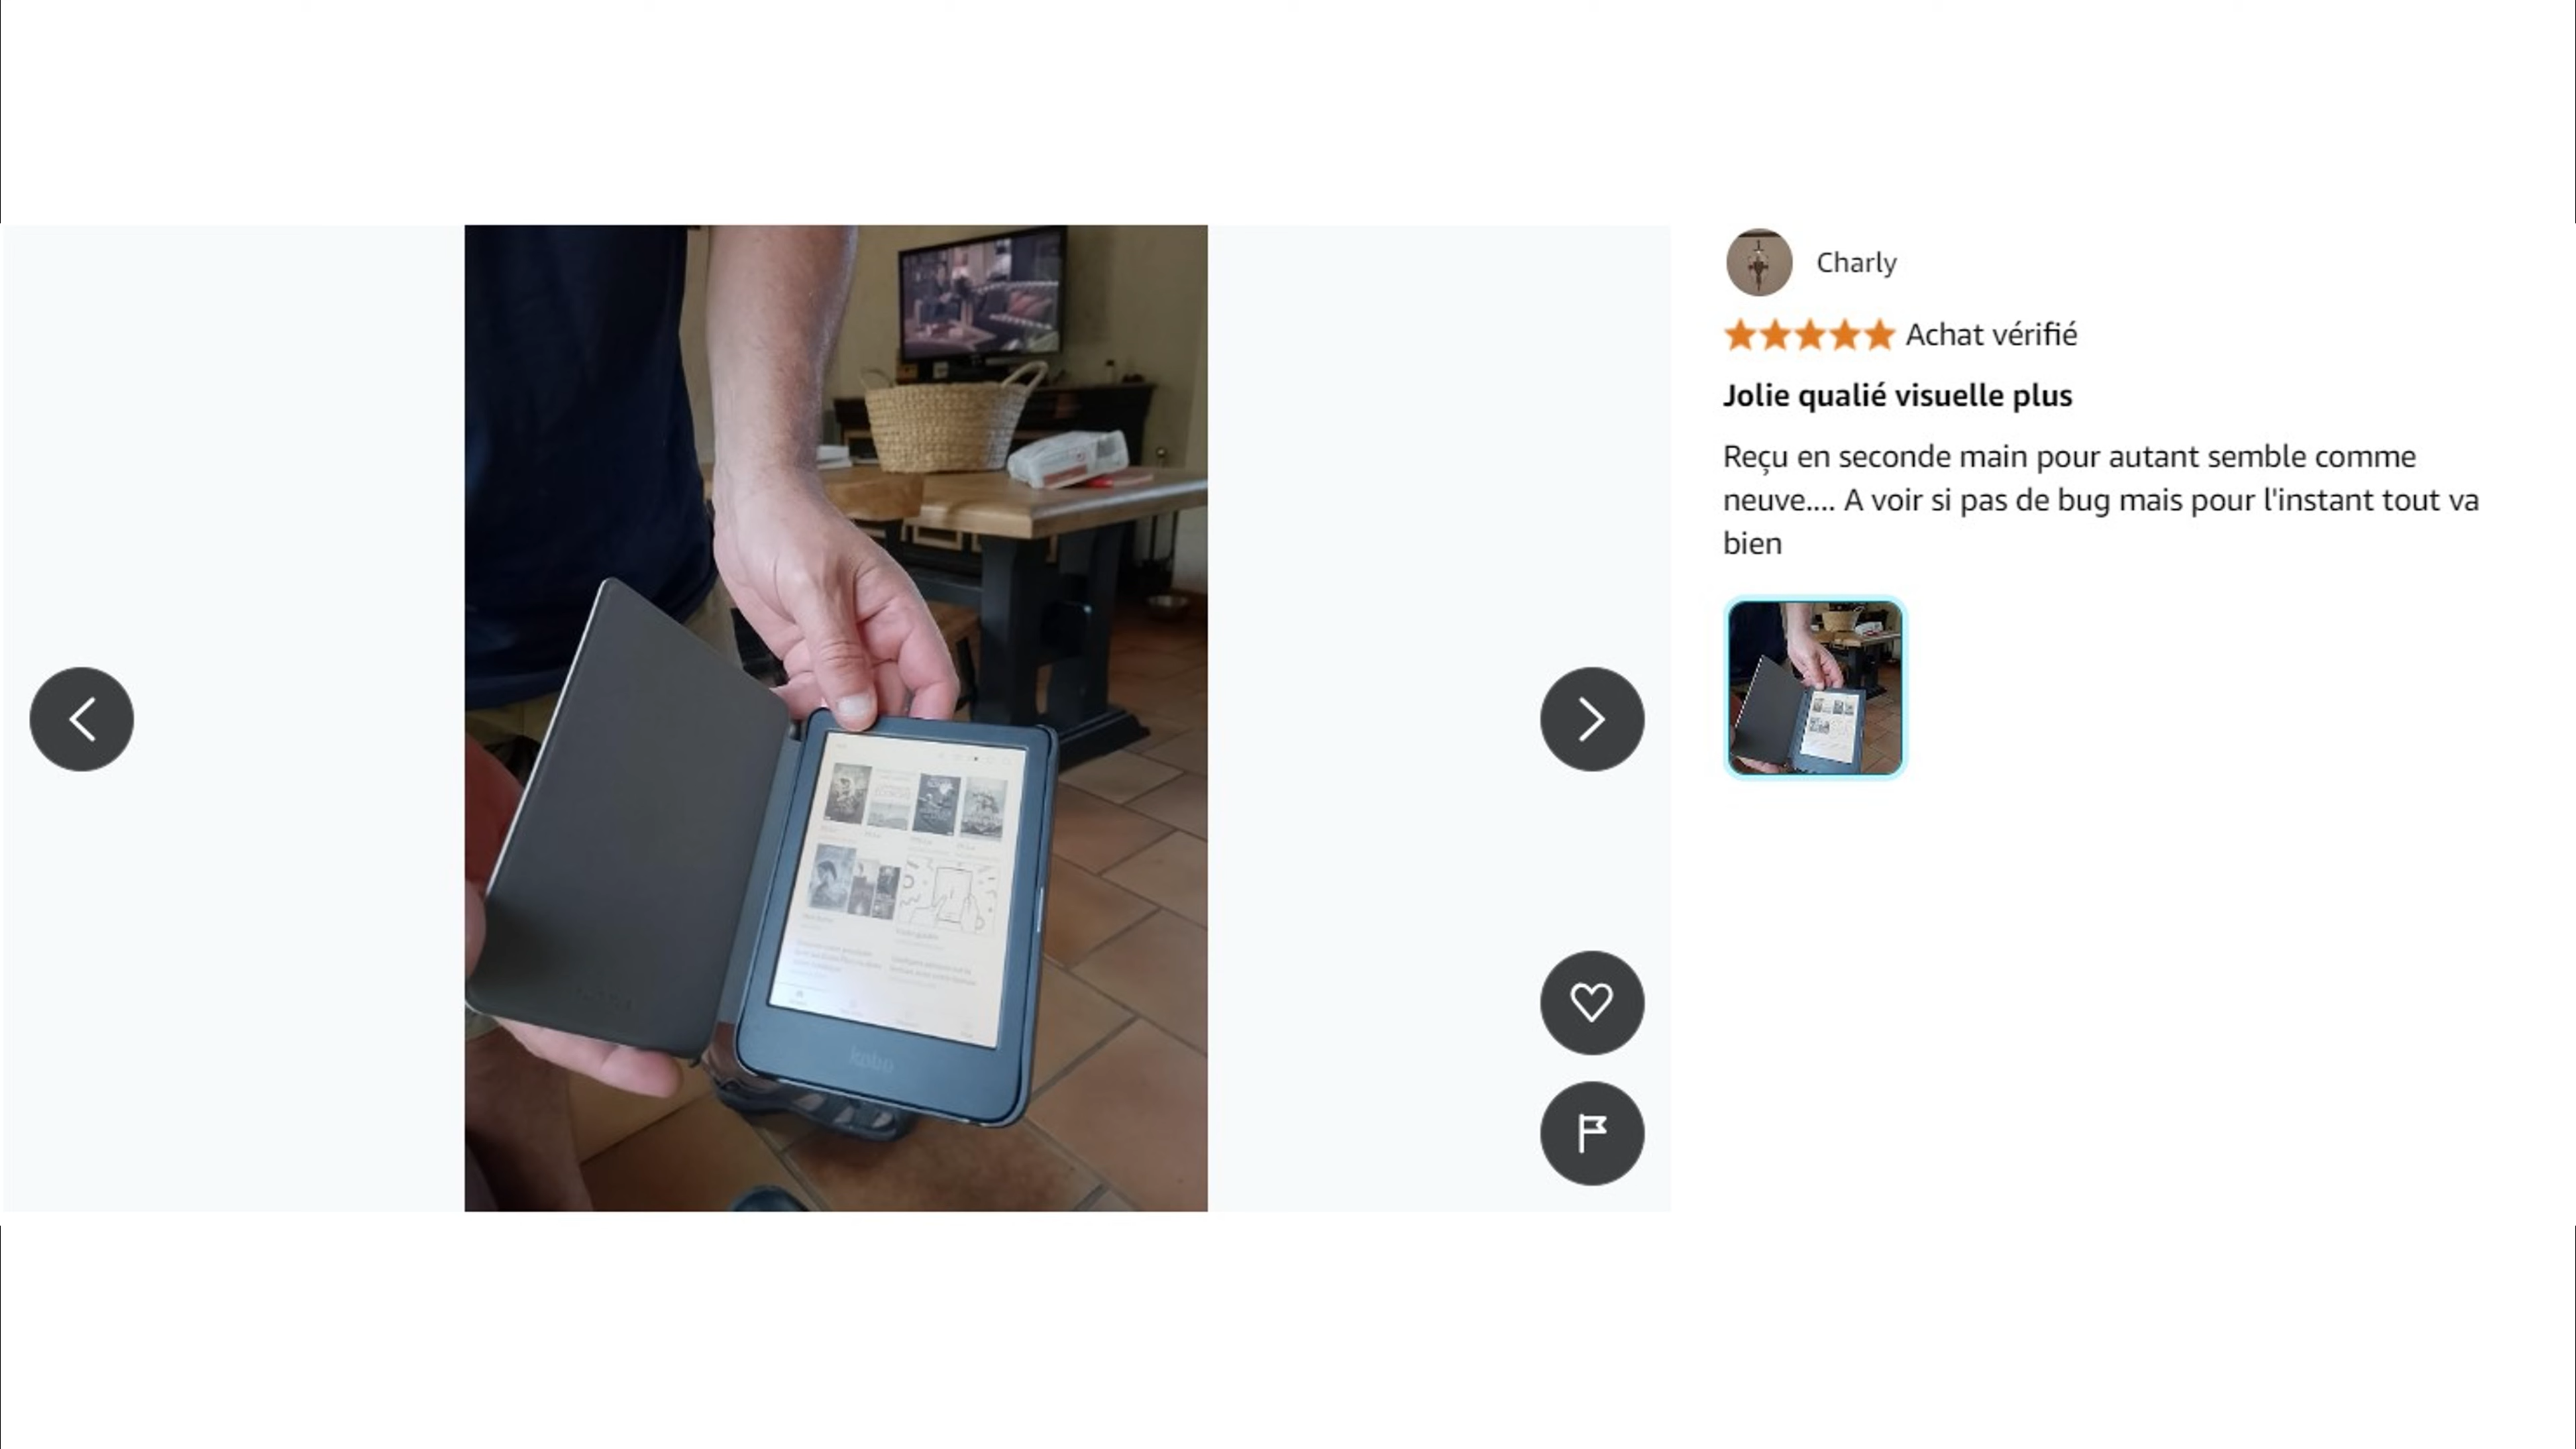 Charly
Achat vérifié
Jolie qualié visuelle plus
Reçu en seconde main pour autant semble comme
neuve.... A voir si pas de bug mais pour l'instant tout va
bien
kobo